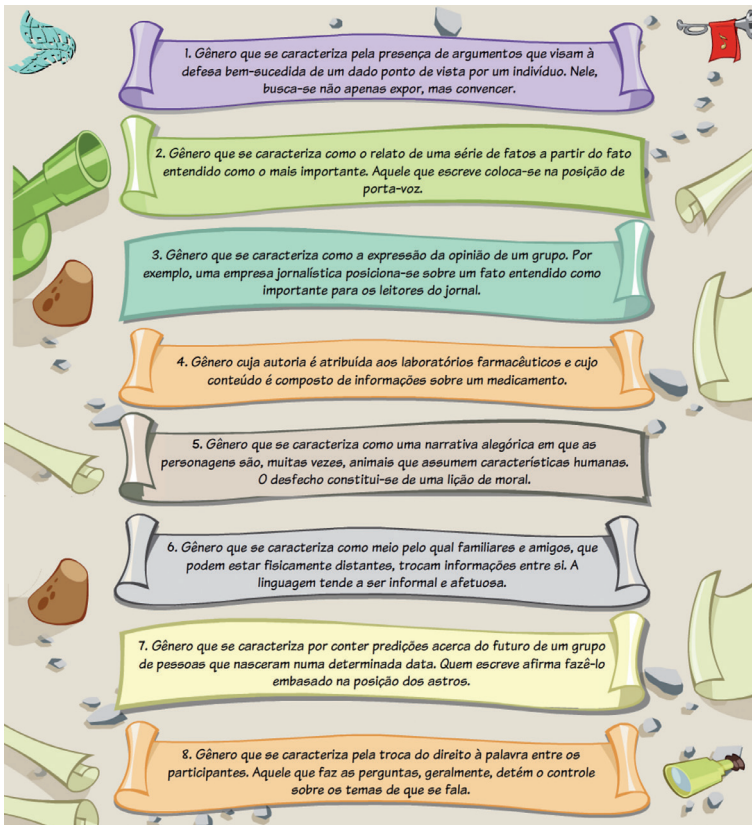 1. Gênero que se caracteriza pela presença de argumentos que visam à
defesa bem-sucedida de um dado ponto de vista por um indivíduo. Nele,
busca-se não apenas expor, mas convencer.
2. Gênero que se caracteriza como o relato de uma série de fatos a partir do fato
entendido como o mais importante. Aquele que escreve coloca-se na posição de
porta-voz.
3. Gênero que se caracteriza como a expressão da opinião de um grupo. Por
exemplo, uma empresa jornalística posiciona-se sobre um fato entendido como
importante para os leitores do jornal.
4. Gênero cuja autoria é atribuída aos laboratórios farmacêuticos e cujo
conteúdo é composto de informações sobre um medicamento.
5. Gênero que se caracteriza como uma narrativa alegórica em que as
personagens são, muitas vezes, animais que assumem características humanas.
O desfecho constitui-se de uma lição de moral.
6. Gênero que se caracteriza como meio pelo qual familiares e amigos, que
podem estar fisicamente distantes, trocam informações entre si. A
linguagem tende a ser informal e afetuosa.
7. Gênero que se caracteriza por conter predições acerca do futuro de um grupo
de pessoas que nasceram numa determinada data. Quem escreve afirma fazê-lo
embasado na posição dos astros.
8. Gênero que se caracteriza pela troca do direito à palavra entre os
participantes. Aquele que faz as perguntas, geralmente, detém o controle
sobre os temas de que se fala.